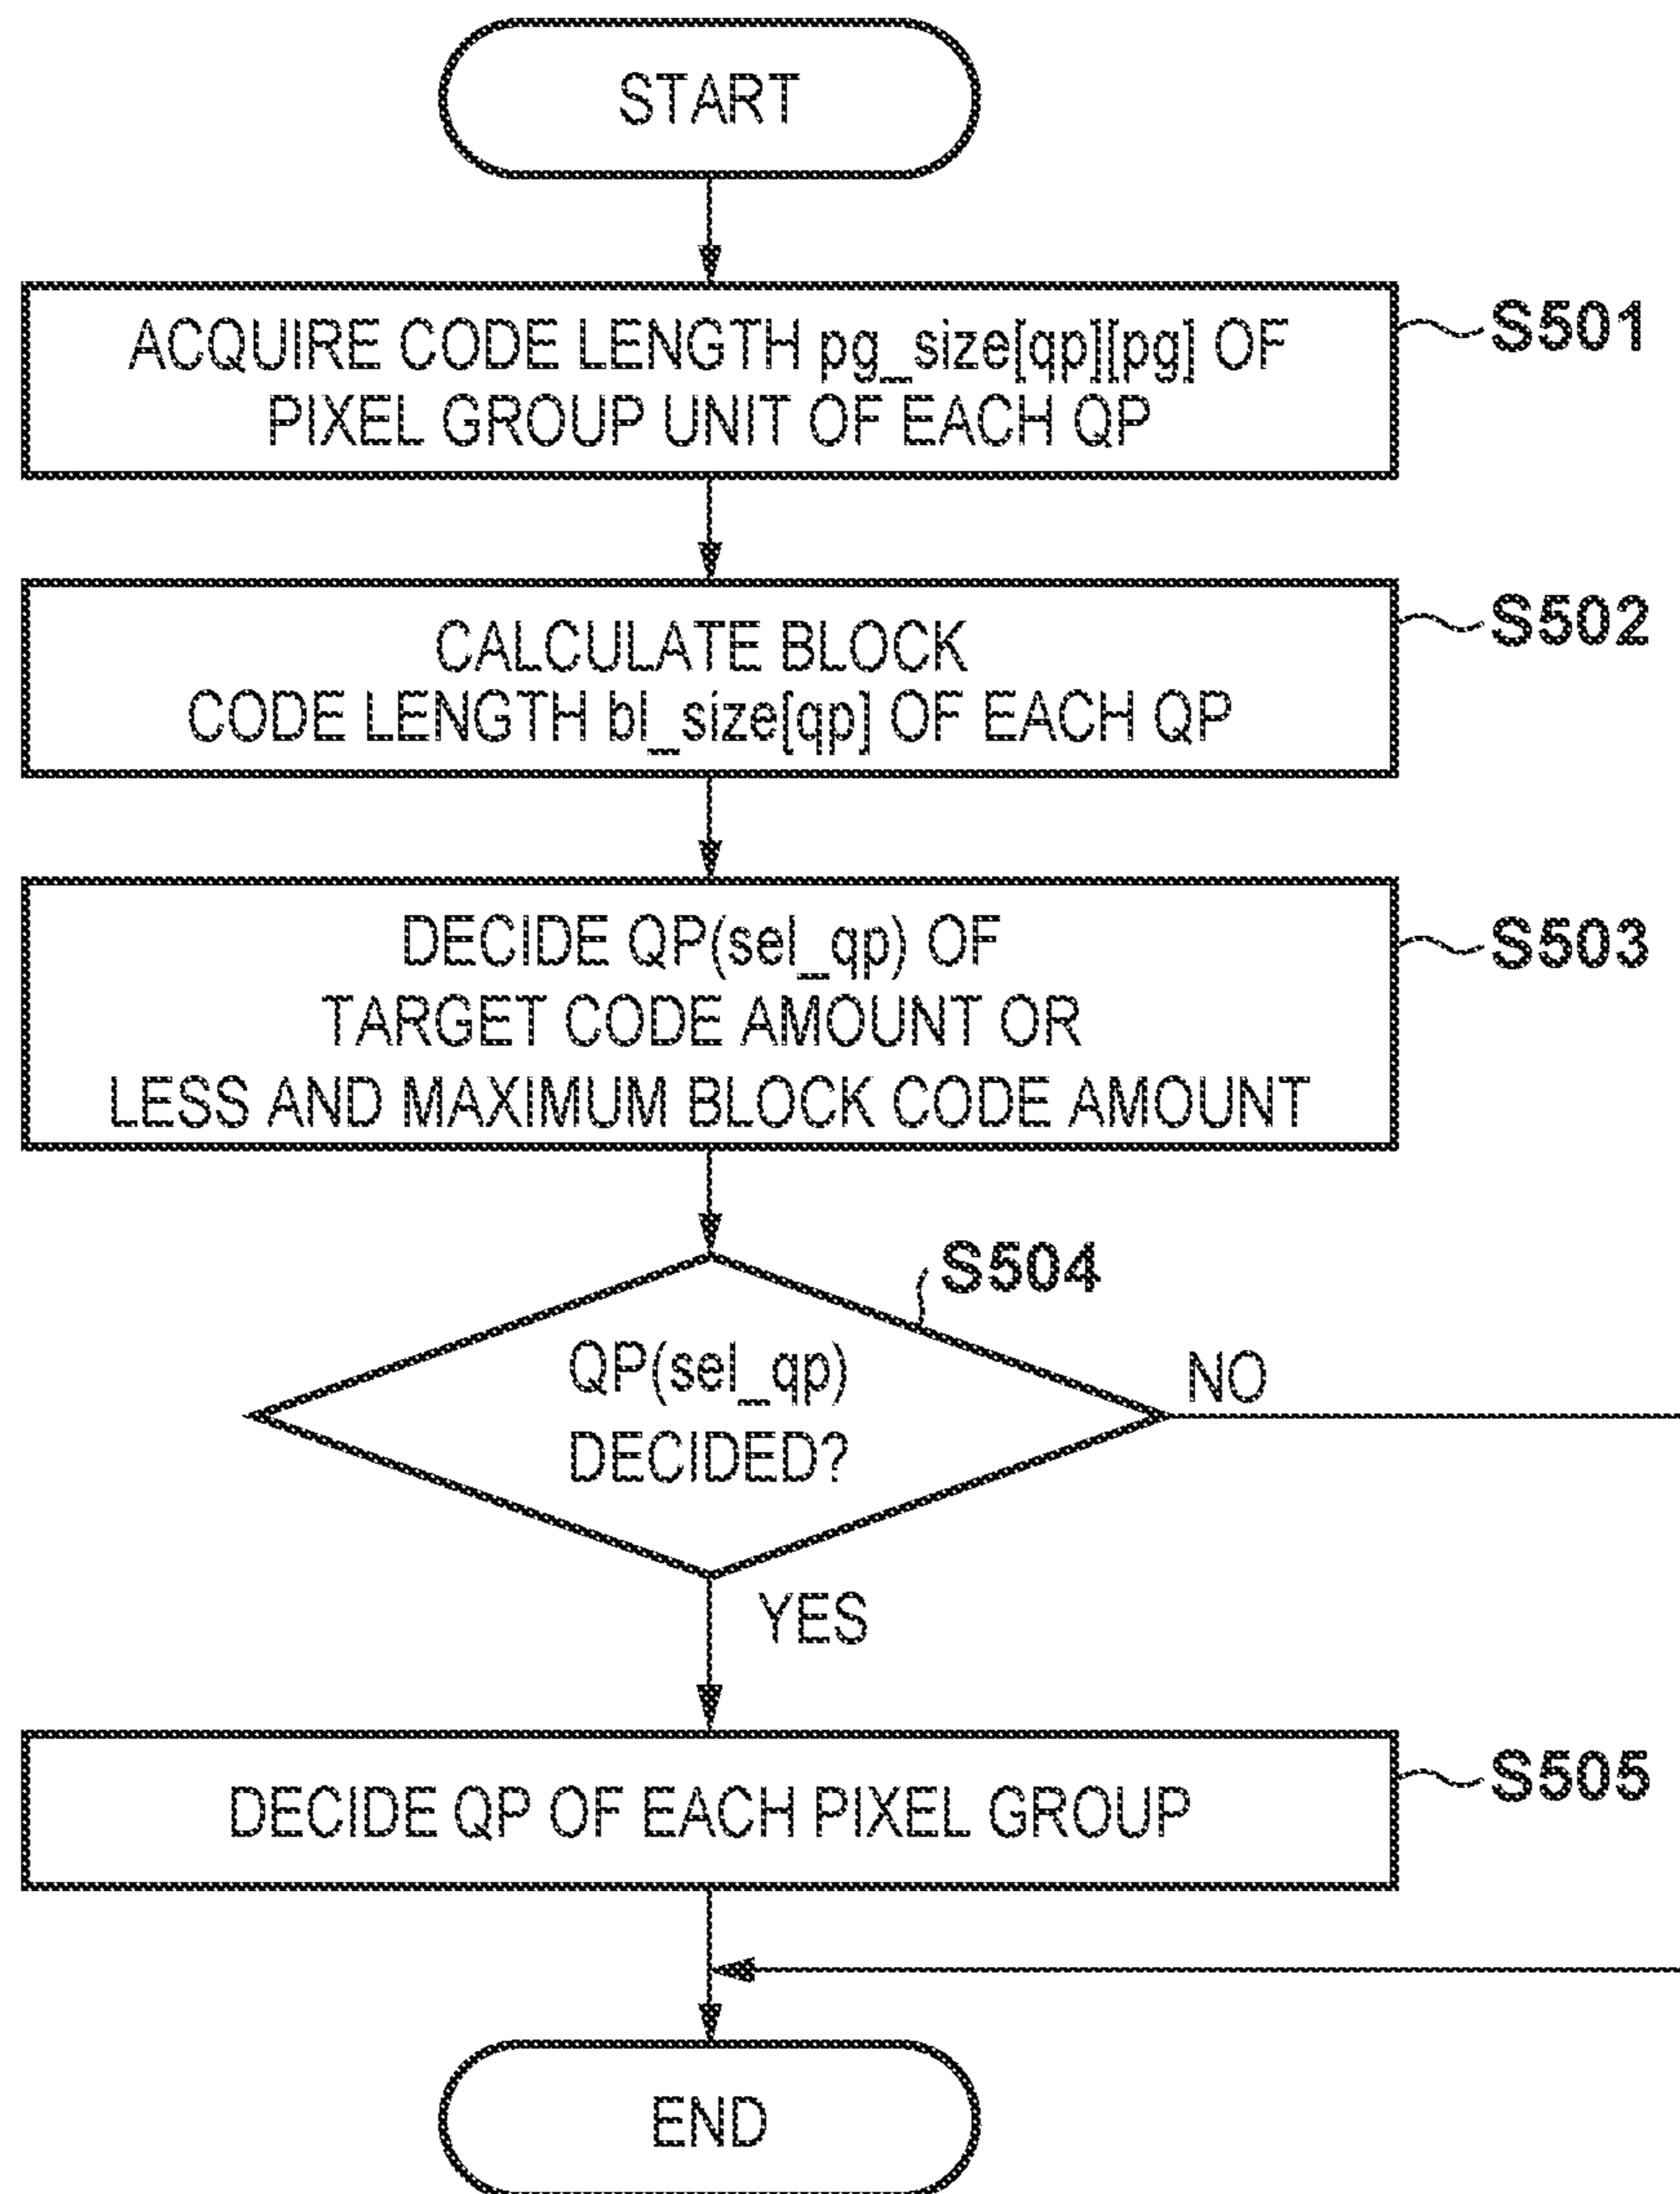 START
ACQUIRE CODE LENGTH pg_size[qp][pg] OF
PIXEL GROUP UNIT OF EACH QP
S501
CALCULATE BLOCK
CODE LENGTH bl_size[qp] OF EACH QP
S502
DECIDE QP(sel_qp) OF
TARGET CODE AMOUNT OR
LESS AND MAXIMUM BLOCK CODE AMOUNT
S503
S504
QP(sel_qp)
DECIDED?
NO
YES
DECIDE QP OF EACH PIXEL GROUP
S505
END